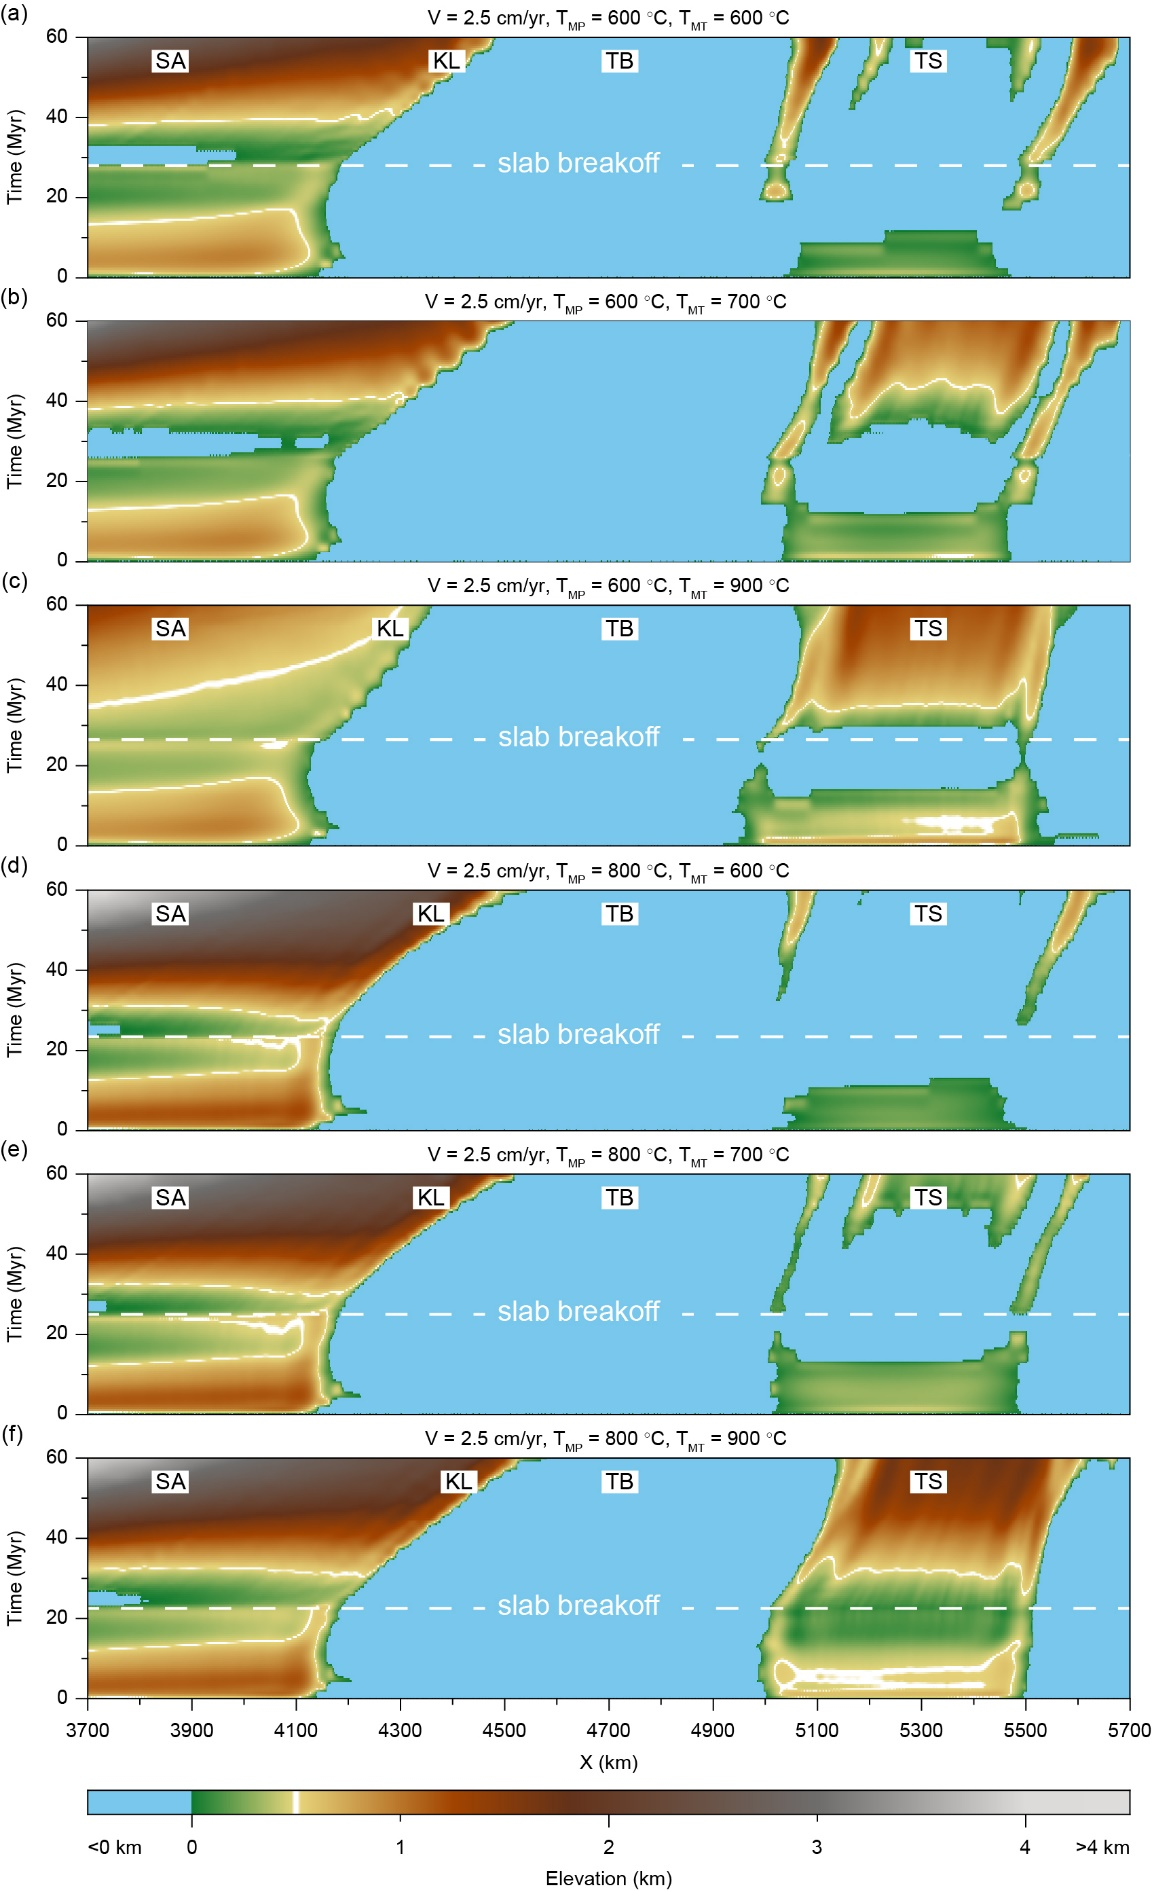 (a)
V = 2.5 cm/yr, TMP = 600 °C, TMT = 600 °C
60
SA KL TB TS
40
Time (Myr)
slab breakoff
20
0
(b)
V = 2.5 cm/yr, TMP = 600 °C, TMT = 700 °C
60
40
Time (Myr)
20
0
(c)
V = 2.5 cm/yr, TMP = 600 °C, TMT = 900 °C
60
SA KL TB TS
40
Time (Myr)
slab breakoff
20
0
(d)
V = 2.5 cm/yr, TMP = 800 °C, TMT = 600 °C
60
SA KL TB TS
40
Time (Myr)
slab breakoff
20
0
(e)
V = 2.5 cm/yr, TMP = 800 °C, TMT = 700 °C
60
SA KL TB TS
40
Time (Myr)
slab breakoff
20
0
(f)
V = 2.5 cm/yr, TMP = 800 °C, TMT = 900 °C
60
SA KL TB TS
40
Time (Myr)
slab breakoff
20
0
3700 3900 4100 4300 4500 4700 4900 5100 5300 5500 5700
X (km)
<0 km 0 1 2 3 4 >4 km
Elevation (km)